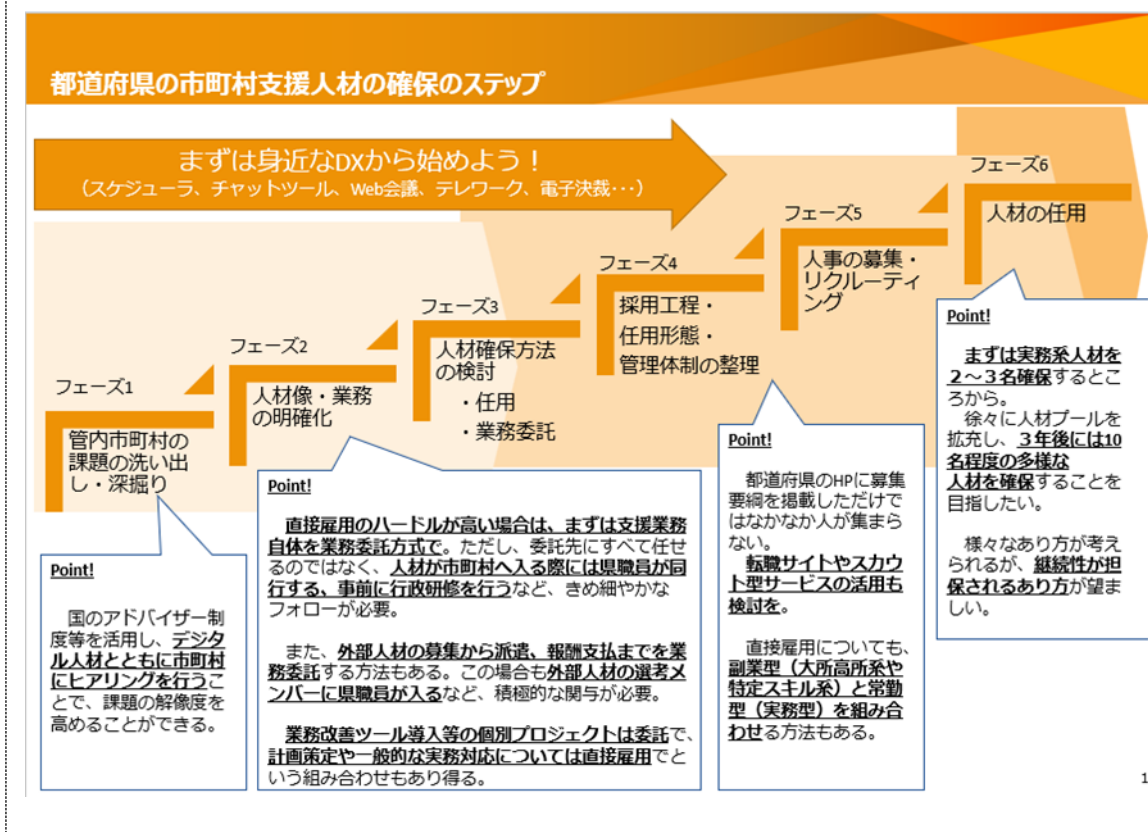 都道府県の市町村支援人材の確保のステップ
まずは身近なDXから始めよう！
（スケジューラ、チャットツール、Web会議、テレワーク、電子決裁･･･）
フェーズ1
管内市町村の
課題の洗い出
し・深掘り
フェーズ2
人材像・業務
の明確化
フェーズ3
人材確保方法
の検討
・任用
・業務委託
フェーズ4
採用工程・
任用形態・
管理体制の整理
フェーズ5
人事の募集・
リクルーティ
ング
フェーズ6
人材の任用
Point!
国のアドバイザー制
度等を活用し、デジタ
ル人材とともに市町村
にヒアリングを行うこ
とで、課題の解像度を
高めることができる。
Point!
直接雇用のハードルが高い場合は、まずは支援業務
自体を業務委託方式で。ただし、委託先にすべて任せ
るのではなく、人材が市町村へ入る際には県職員が同
行する、事前に行政研修を行うなど、きめ細やかな
フォローが必要。
また、外部人材の募集から派遣、報酬支払までを業
務委託する方法もある。この場合も外部人材の選考メ
ンバーに県職員が入るなど、積極的な関与が必要。
業務改善ツール導入等の個別プロジェクトは委託で、
計画策定や一般的な実務対応については直接雇用でと
いう組み合わせもあり得る。
Point!
都道府県のHPに募集
要綱を掲載しただけで
はなかなか人が集まら
ない。
転職サイトやスカウ
ト型サービスの活用も
検討を。
直接雇用についても、
副業型（大所高所系や
特定スキル系）と常勤
型（実務型）を組み合
わせる方法もある。
Point!
まずは実務系人材を
２～３名確保するとこ
ろから。
徐々に人材プールを
拡充し、３年後には10
名程度の多様な
人材を確保することを
目指したい。
様々なあり方が考え
られるが、継続性が担
保されるあり方が望ま
しい。
1